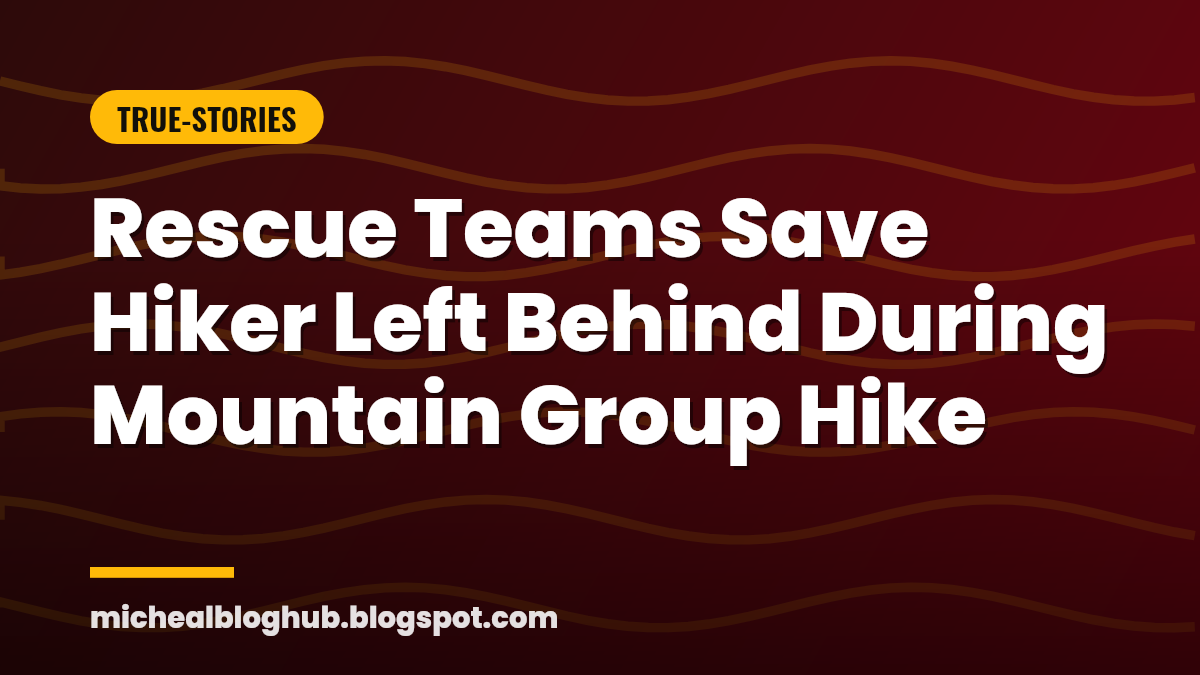 TRUE-STORIES
Rescue Teams Save
Hiker Left Behind During
Mountain Group Hike
michealbloghub.blogspot.com